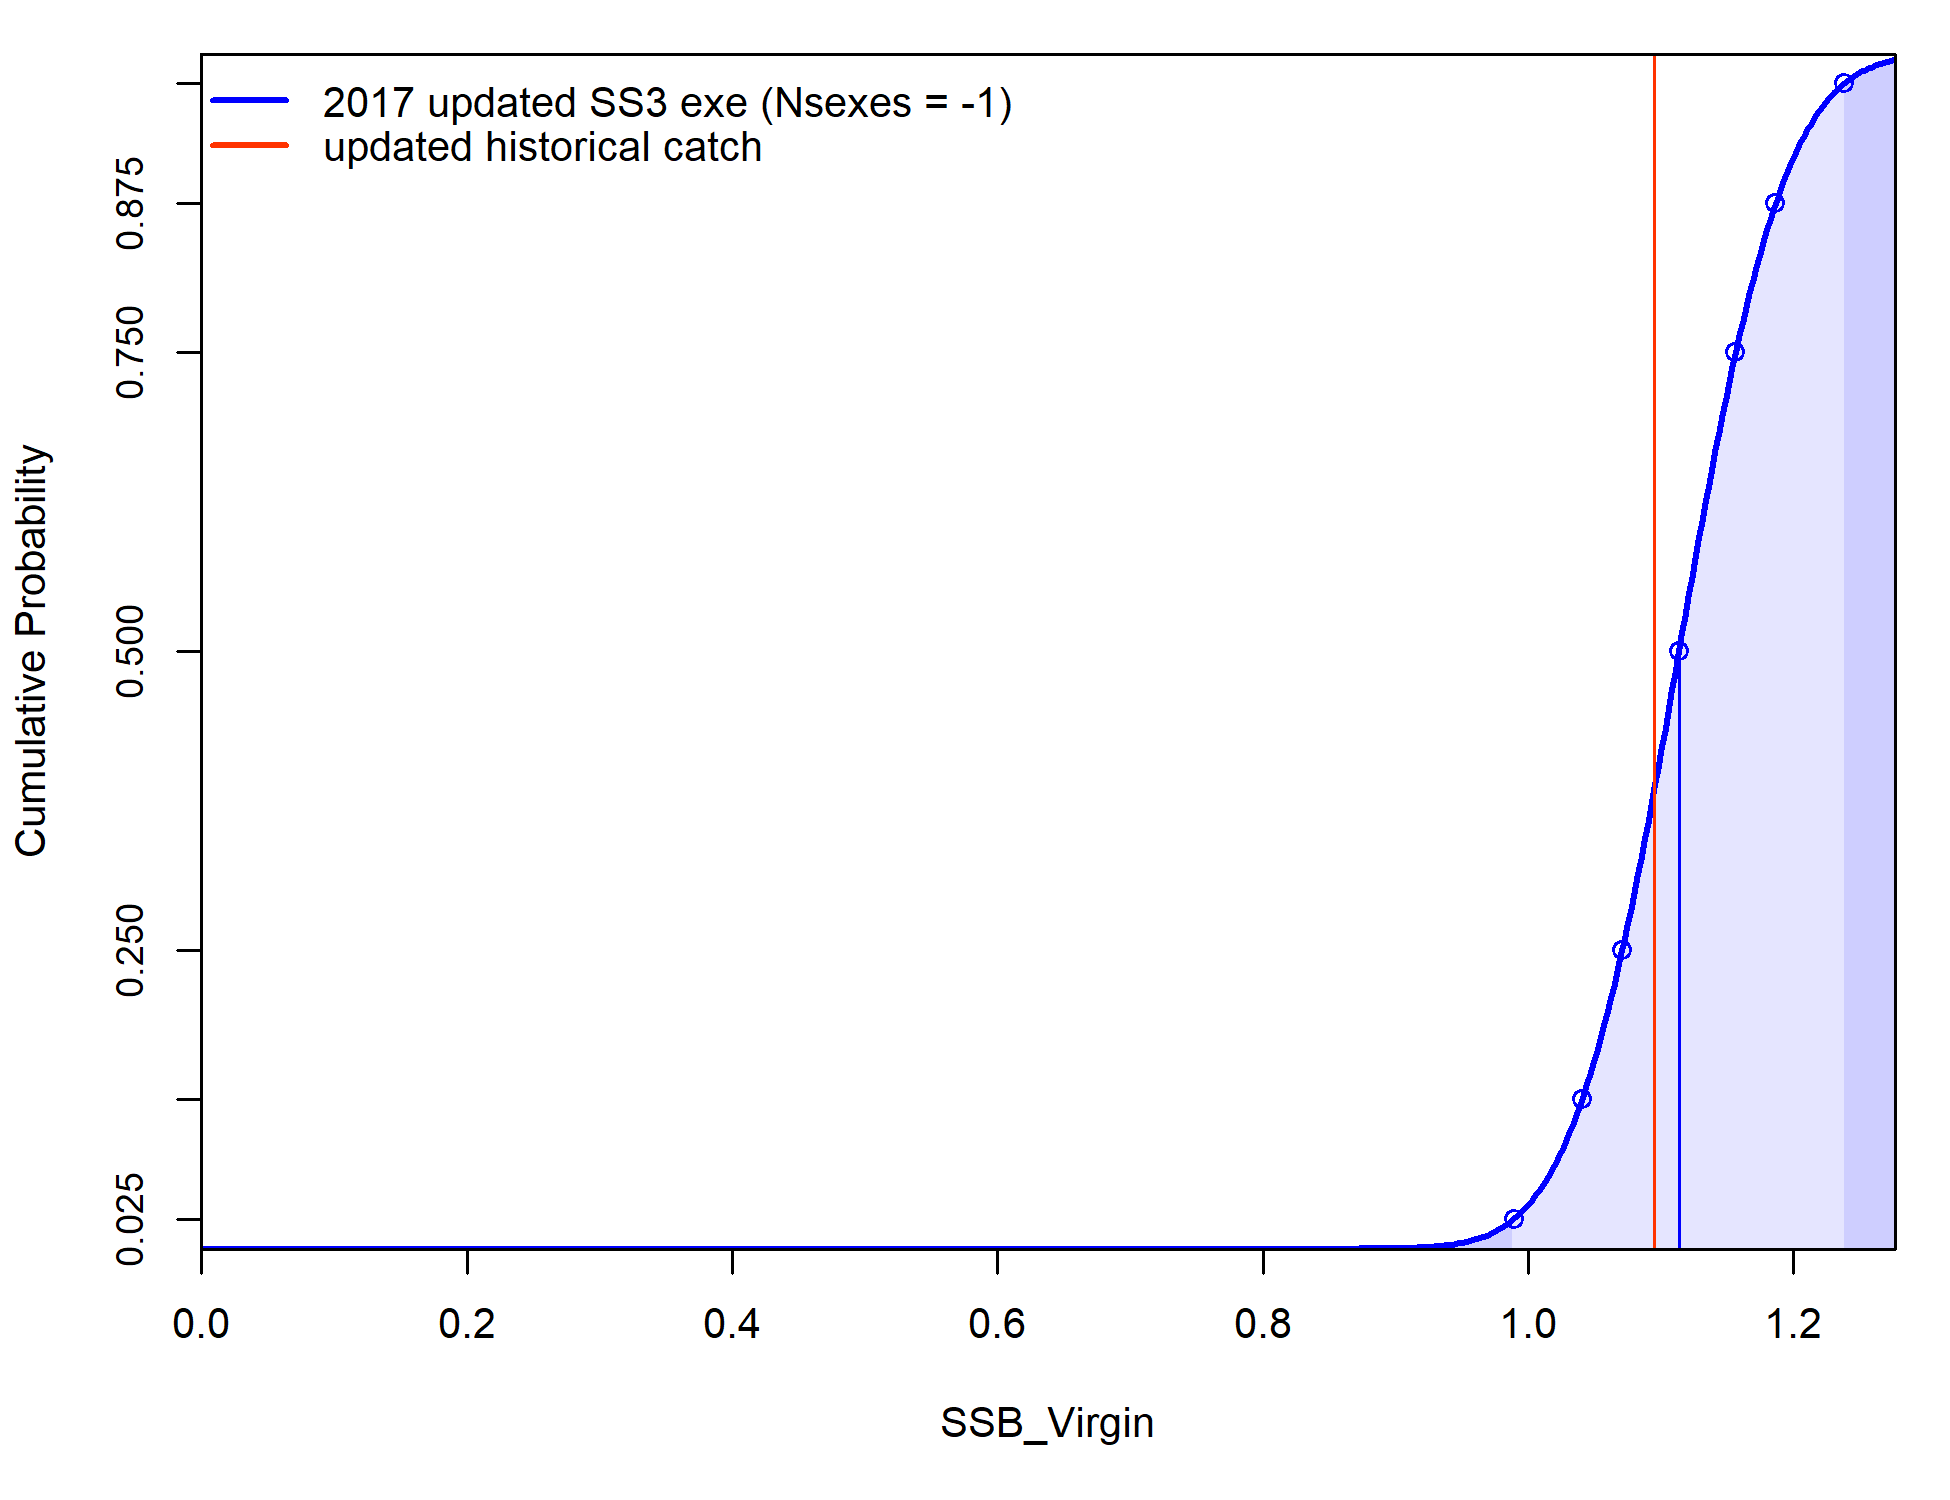 2017 updated SS3 exe (Nsexes = -1)
updated historical catch
Cumulative Probability
0.875
0.750
0.500
0.250
0.025
0.0 0.2 0.4 0.6 0.8 1.0 1.2
SSB_Virgin